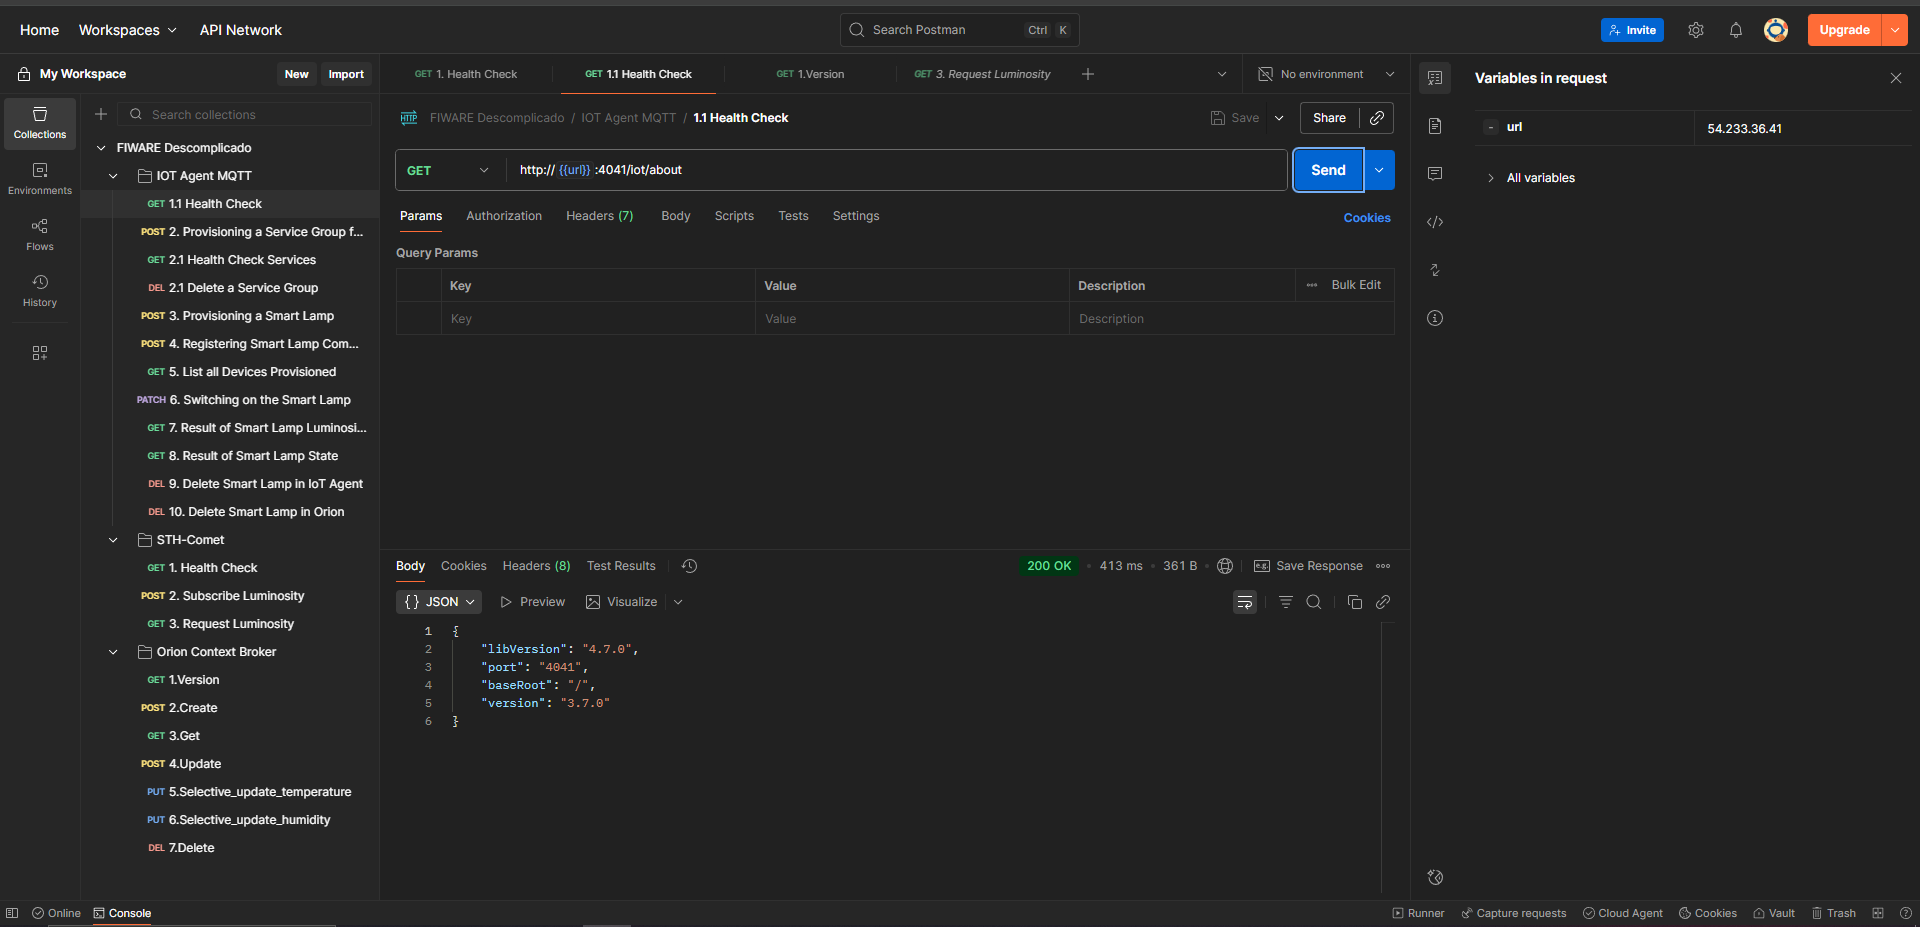 Home Workspaces API Network Search Postman Ctrl K Invite Upgrade
My Workspace New Import GET 1. Health Check GET 1.1 Health Check GET 1.Version GET 3. Request Luminosity No environment Variables in request
Collections Search collections HTTP FIWARE Descomplicado / IOT Agent MQTT / 1.1 Health Check Save Share
url 54.233.36.41
FIWARE Descomplicado
GET http:// {{url}} :4041/iot/about Send
Environments IOT Agent MQTT All variables
GET 1.1 Health Check
Params Authorization Headers (7) Body Scripts Tests Settings Cookies
POST 2. Provisioning a Service Group f...
Flows
Query Params
GET 2.1 Health Check Services
Key Value Description Bulk Edit
DEL 2.1 Delete a Service Group
History
POST 3. Provisioning a Smart Lamp
Key Value Description
POST 4. Registering Smart Lamp Com...
GET 5. List all Devices Provisioned
PATCH 6. Switching on the Smart Lamp
GET 7. Result of Smart Lamp Luminosi...
GET 8. Result of Smart Lamp State
DEL 9. Delete Smart Lamp in IoT Agent
DEL 10. Delete Smart Lamp in Orion
STH-Comet
GET 1. Health Check
POST 2. Subscribe Luminosity
GET 3. Request Luminosity
Orion Context Broker
GET 1.Version
POST 2.Create
GET 3.Get
POST 4.Update
PUT 5.Selective_update_temperature
PUT 6.Selective_update_humidity
DEL 7.Delete
Body Cookies Headers (8) Test Results 200 OK 413 ms 361 B e.g. Save Response
{} JSON Preview Visualize
1 {
2 "libVersion": "4.7.0",
3 "port": "4041",
4 "baseRoot": "/",
5 "version": "3.7.0"
6 }
Online Console Runner Capture requests Cloud Agent Cookies Vault Trash